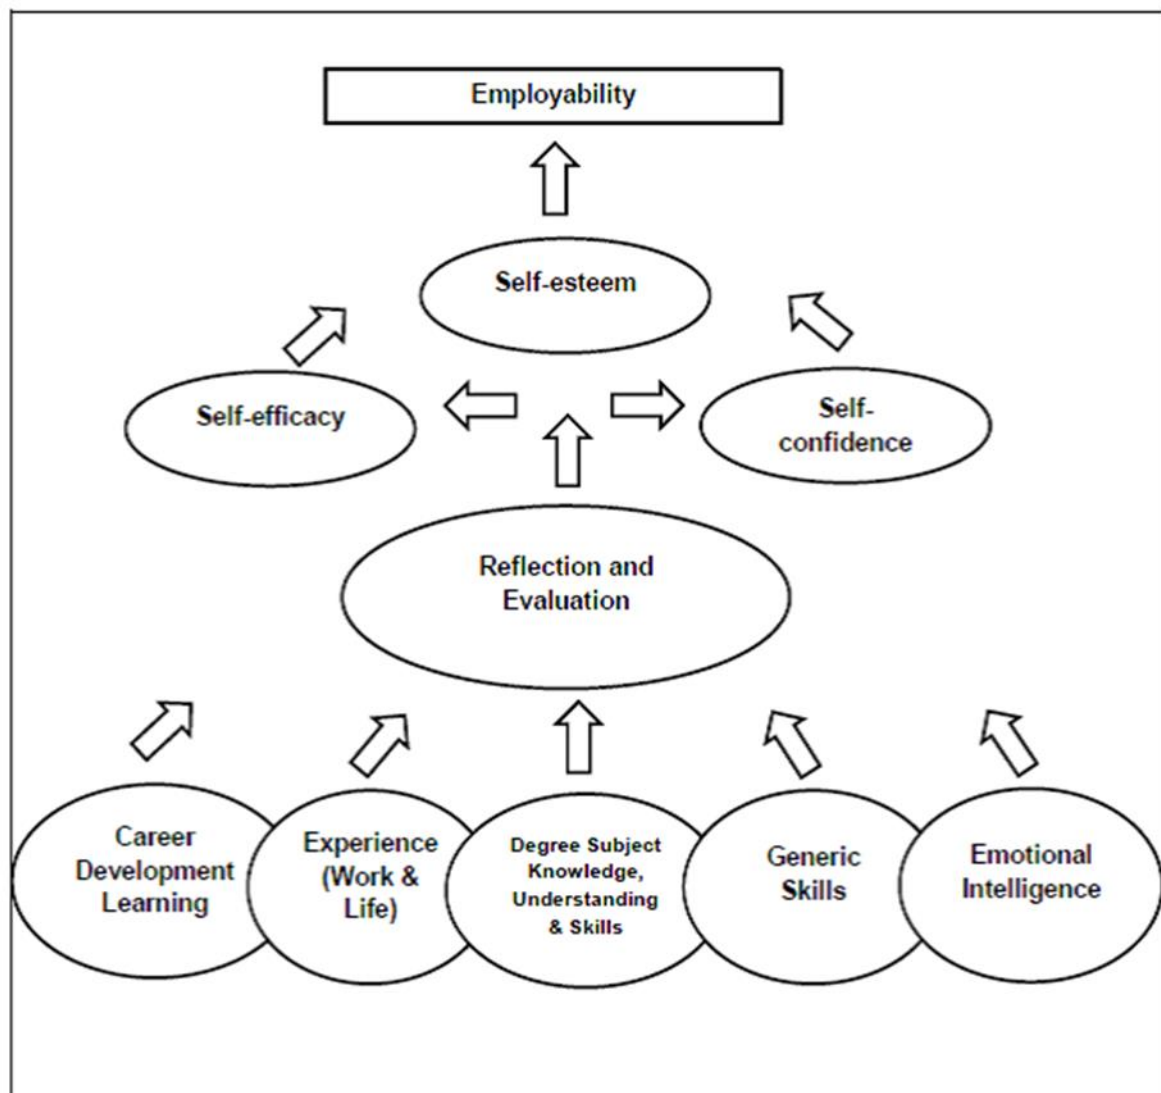 Employability
Self-esteem
Self-efficacy
Self-
confidence
Reflection and
Evaluation
Career
Development
Learning
Experience
(Work &
Life)
Degree Subject
Knowledge,
Understanding
& Skills
Generic
Skills
Emotional
Intelligence